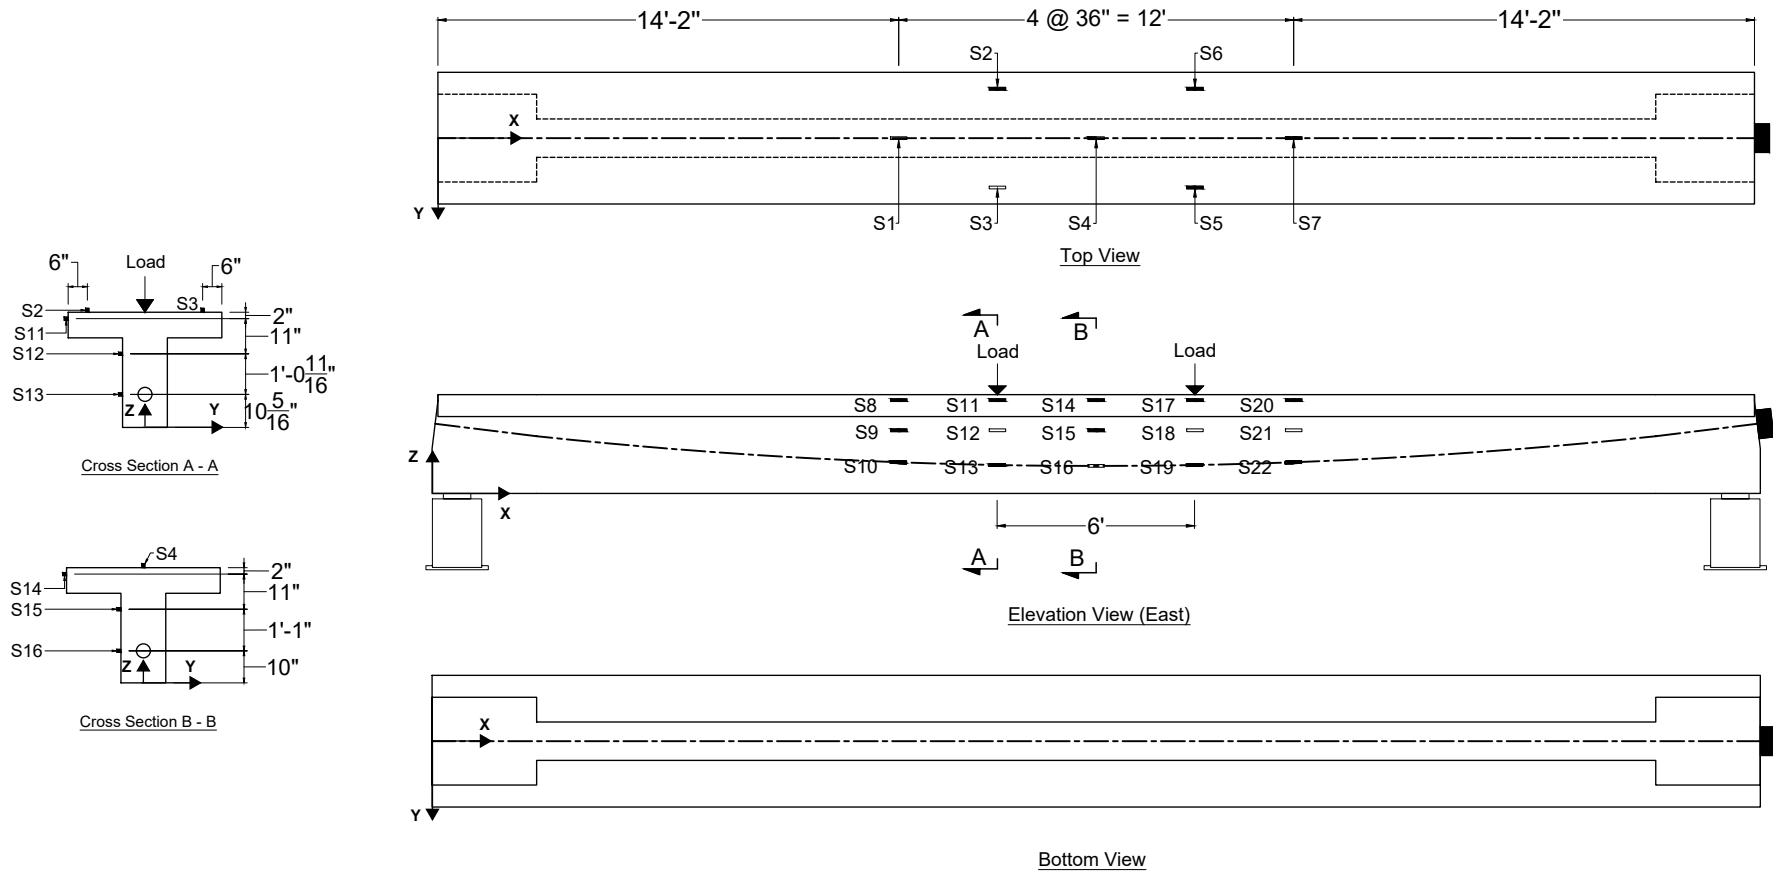 14'-2" 4 @ 36" = 12' 14'-2"
S2 S6
X
Y
S1 S3 S4 S5 S7
Top View
6" Load 6"
S2 S3
S11
S12
S13
2"
11"
1'-0 11/16"
10 5/16"
Z Y
Cross Section A - A
A B
Load Load
S8 S11 S14 S17 S20
S9 S12 S15 S18 S21
S10 S13 S16 S19 S22
Z
X
6'
A B
Elevation View (East)
S4
S14
S15
S16
2"
11"
1'-1"
10"
Z Y
Cross Section B - B
X
Y
Bottom View